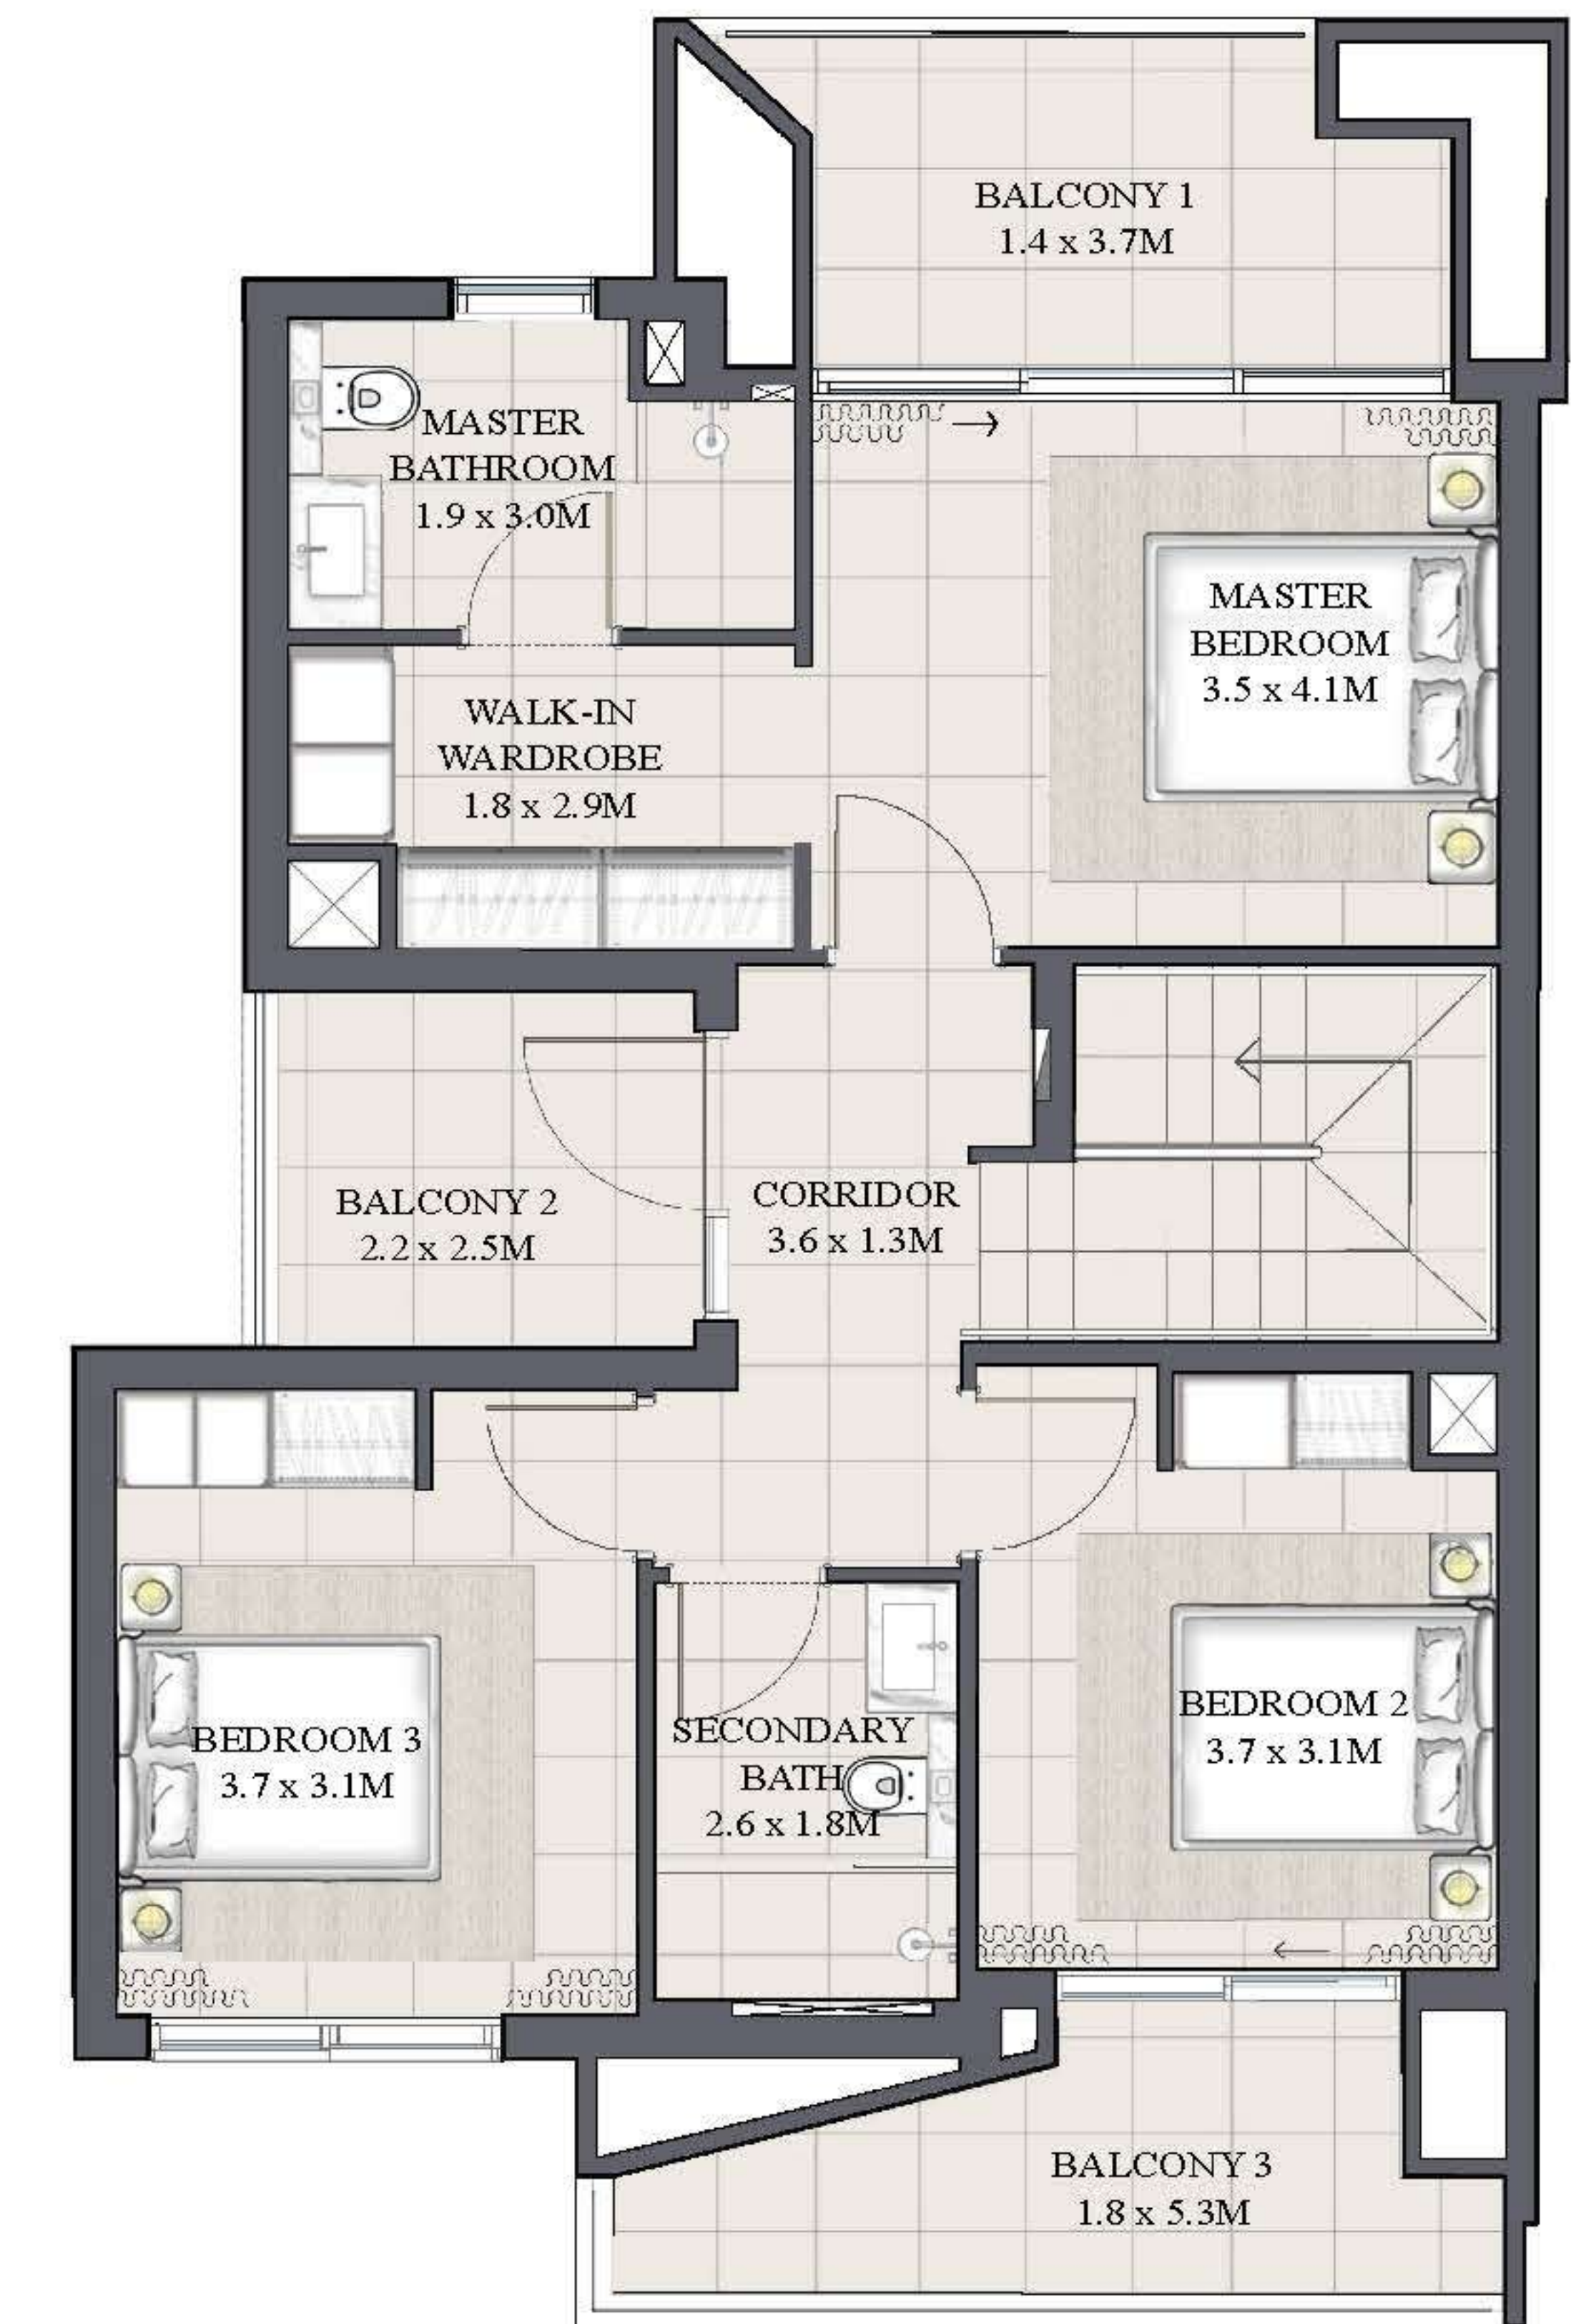 BALCONY 1
1.4 x 3.7M
MASTER
BATHROOM
1.9 x 3.0M
MASTER
BEDROOM
3.5 x 4.1M
WALK-IN
WARDROBE
1.8 x 2.9M
BALCONY 2
2.2 x 2.5M
CORRIDOR
3.6 x 1.3M
BEDROOM 3
3.7 x 3.1M
SECONDARY
BATH
2.6 x 1.8M
BEDROOM 2
3.7 x 3.1M
BALCONY 3
1.8 x 5.3M